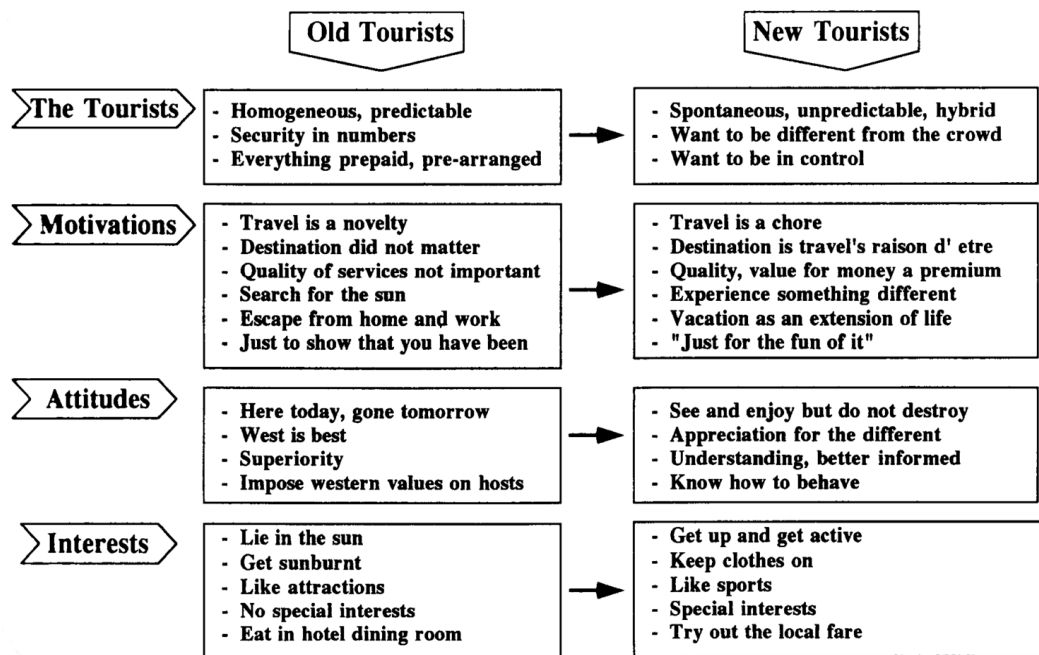 Old Tourists
New Tourists
The Tourists
- Homogeneous, predictable
- Security in numbers
- Everything prepaid, pre-arranged
- Spontaneous, unpredictable, hybrid
- Want to be different from the crowd
- Want to be in control
Motivations
- Travel is a novelty
- Destination did not matter
- Quality of services not important
- Search for the sun
- Escape from home and work
- Just to show that you have been
- Travel is a chore
- Destination is travel's raison d' etre
- Quality, value for money a premium
- Experience something different
- Vacation as an extension of life
- "Just for the fun of it"
Attitudes
- Here today, gone tomorrow
- West is best
- Superiority
- Impose western values on hosts
- See and enjoy but do not destroy
- Appreciation for the different
- Understanding, better informed
- Know how to behave
Interests
- Lie in the sun
- Get sunburnt
- Like attractions
- No special interests
- Eat in hotel dining room
- Get up and get active
- Keep clothes on
- Like sports
- Special interests
- Try out the local fare